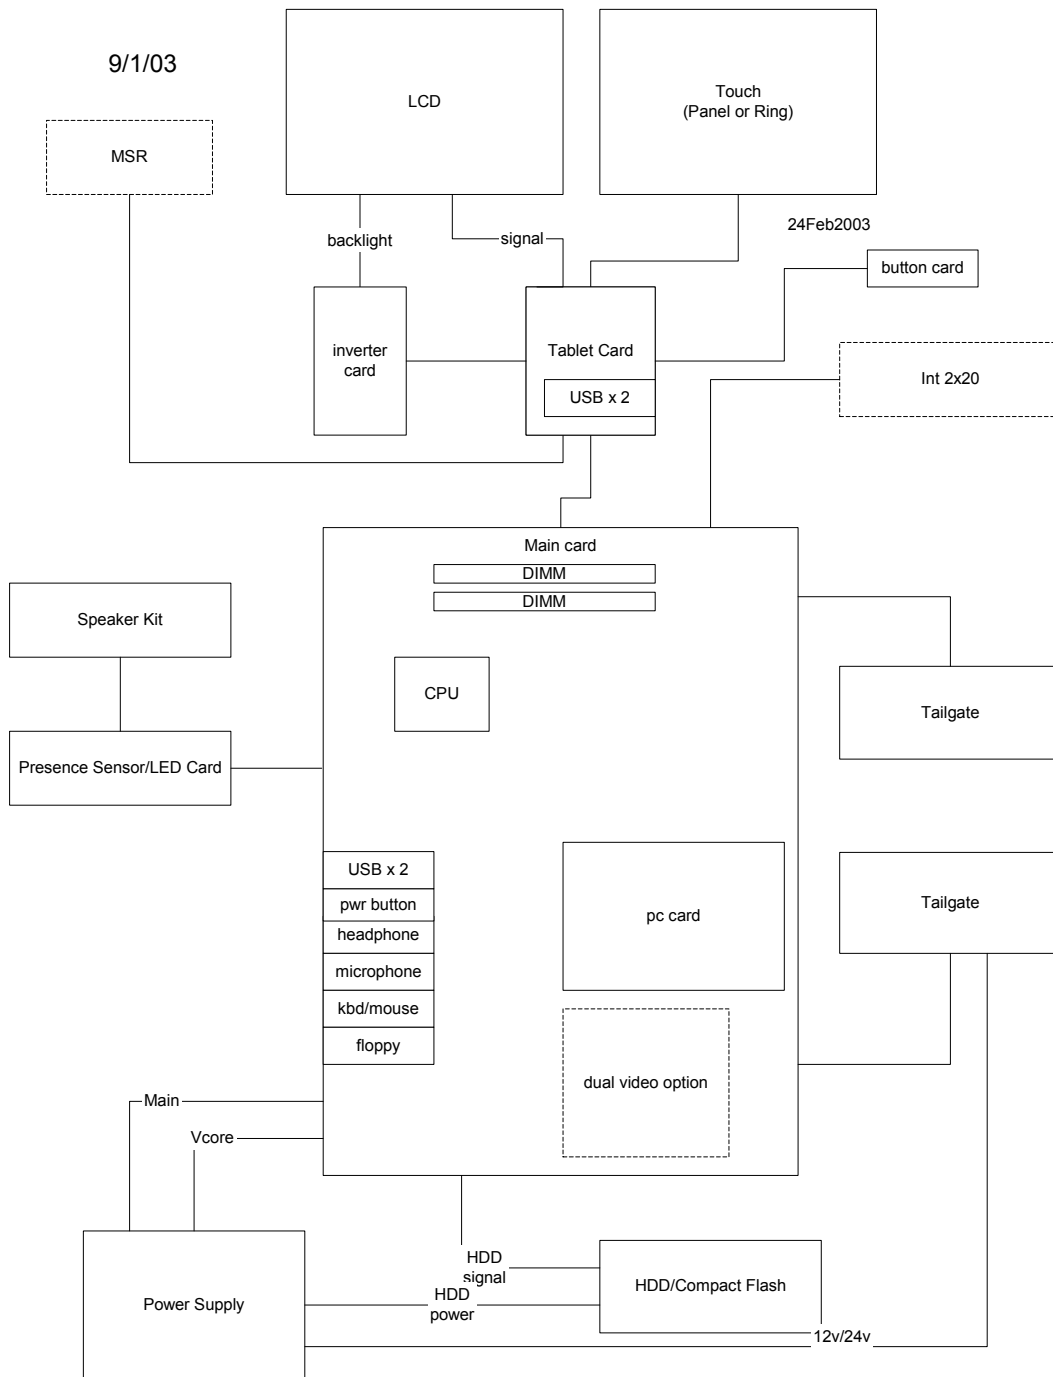 9/1/03
LCD
Touch
(Panel or Ring)
MSR
24Feb2003
backlight
signal
button card
inverter
card
Tablet Card
USB x 2
Int 2x20
Main card
DIMM
DIMM
Speaker Kit
CPU
Tailgate
Presence Sensor/LED Card
USB x 2
pwr button
headphone
microphone
kbd/mouse
floppy
pc card
Tailgate
dual video option
Main
Vcore
HDD
signal
HDD
power
HDD/Compact Flash
Power Supply
12v/24v